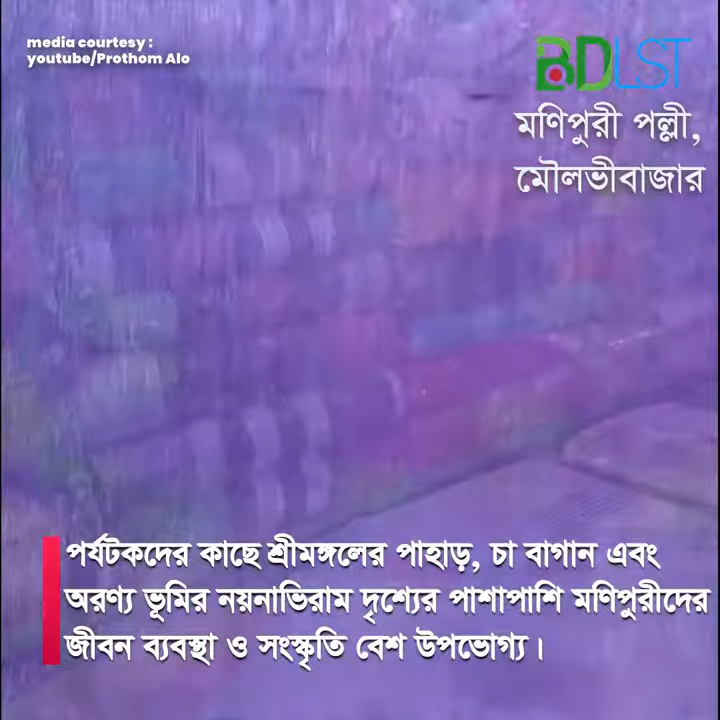 media courtesy :
youtube/Prothom Alo
BDLST
মণিপুরী পল্লী,
মৌলভীবাজার
পর্যটকদের কাছে শ্রীমঙ্গলের পাহাড়, চা বাগান এবং
অরণ্য ভূমির নয়নাভিরাম দৃশ্যের পাশাপাশি মণিপুরীদের
জীবন ব্যবস্থা ও সংস্কৃতি বেশ উপভোগ্য।